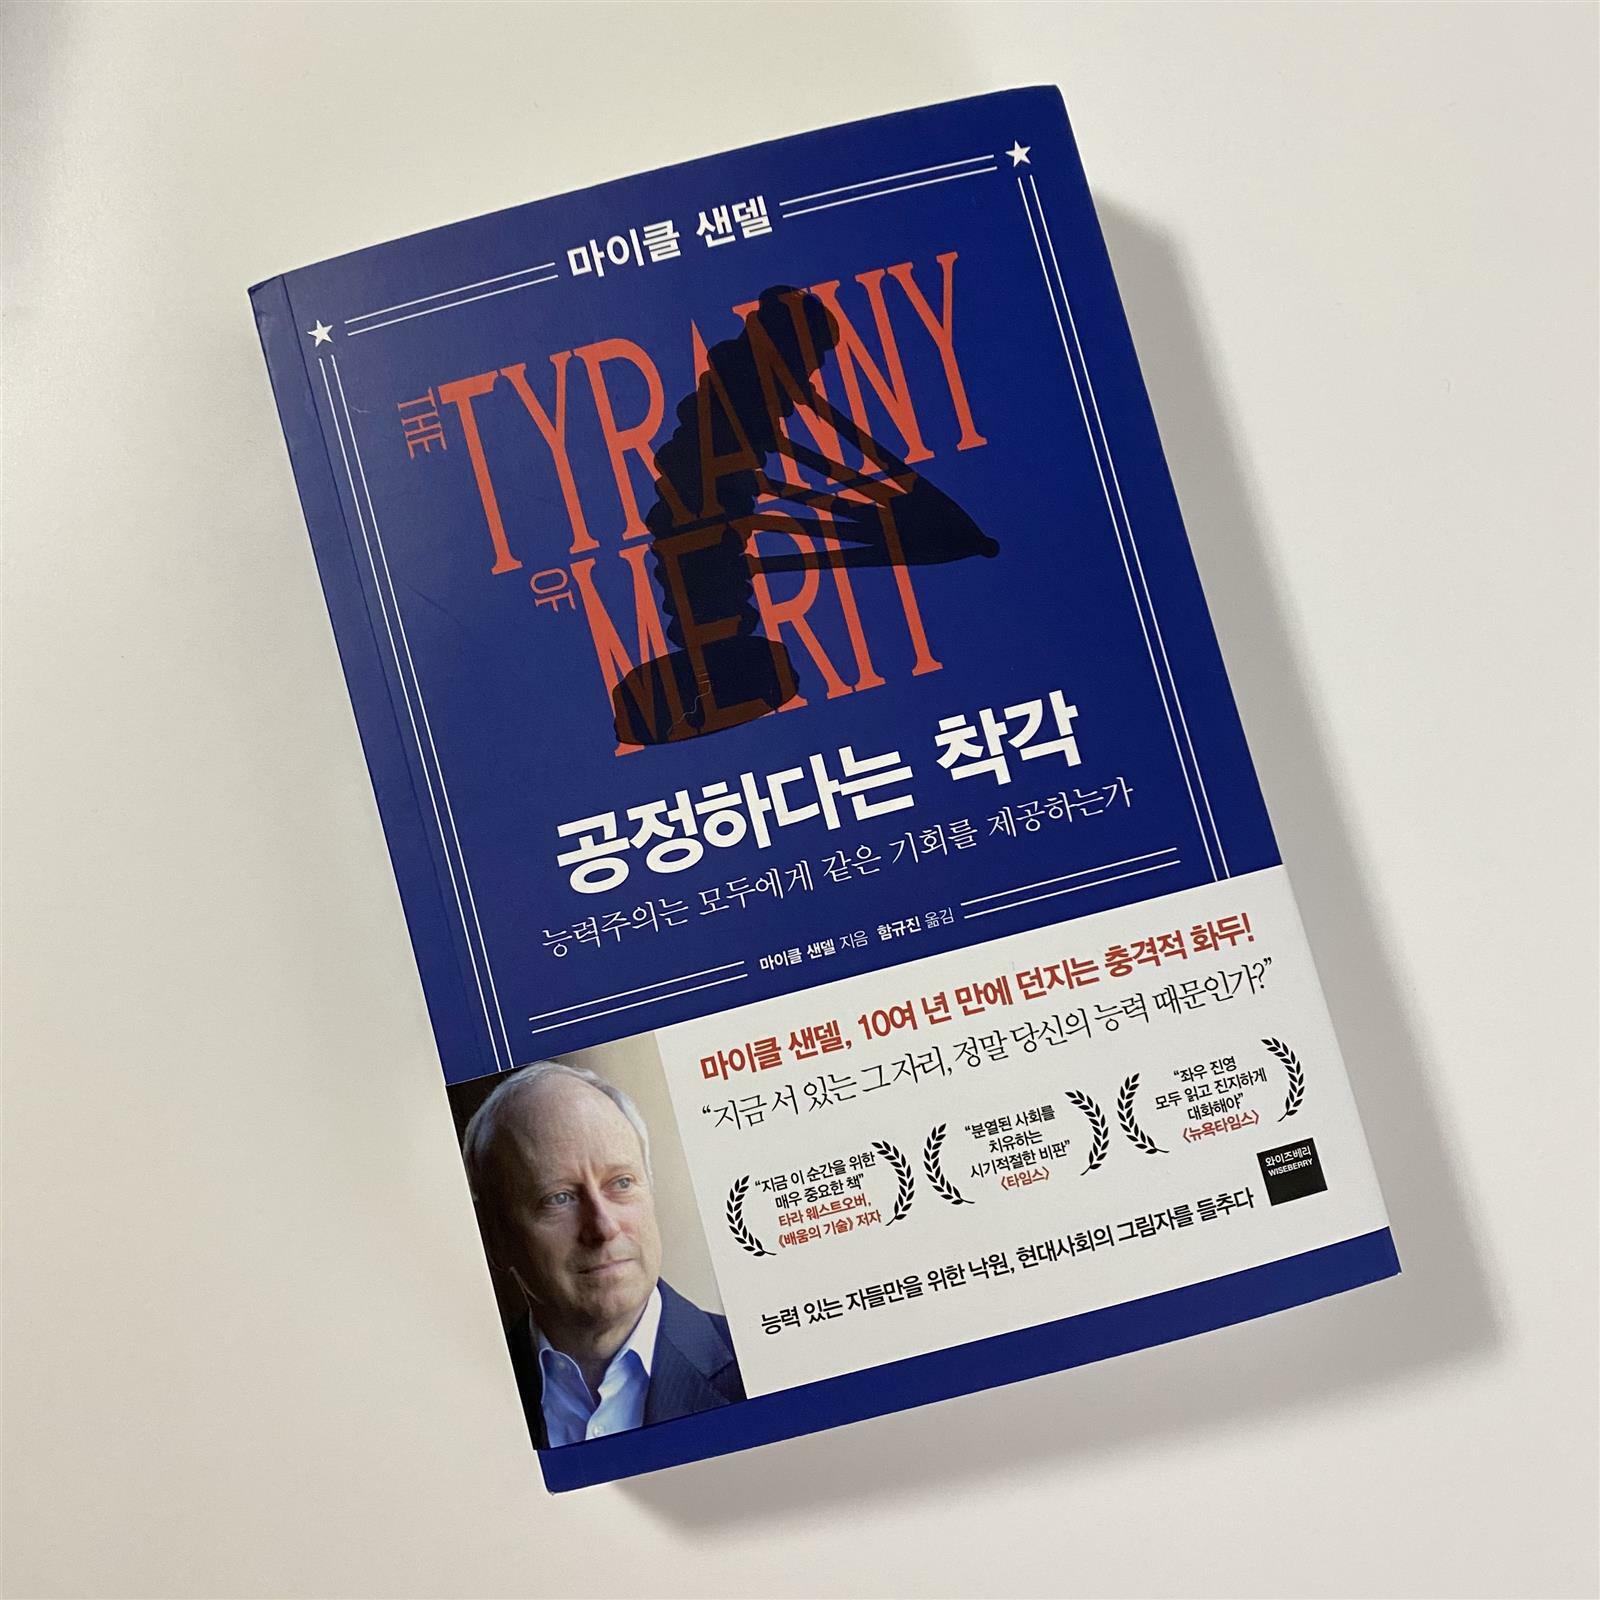 마이클 샌델
THE
TYRANNY
OF
MERIT
공정하다는 착각
능력주의는 모두에게 같은 기회를 제공하는가
마이클 샌델 지음 함규진 옮김
마이클 샌델, 10여 년 만에 던지는 충격적 화두!
“지금 서 있는 그 자리, 정말 당신의 능력 때문인가?”
“지금 이 순간을 위한
매우 중요한 책”
타라 웨스트오버,
《배움의 기술》 저자
“분열된 사회를
치유하는
시기적절한 비판”
〈타임스〉
“좌우 진영
모두 읽고 진지하게
대화해야”
〈뉴욕타임스〉
와이즈베리
WISEBERRY
능력 있는 자들만을 위한 낙원, 현대사회의 그림자를 들추다